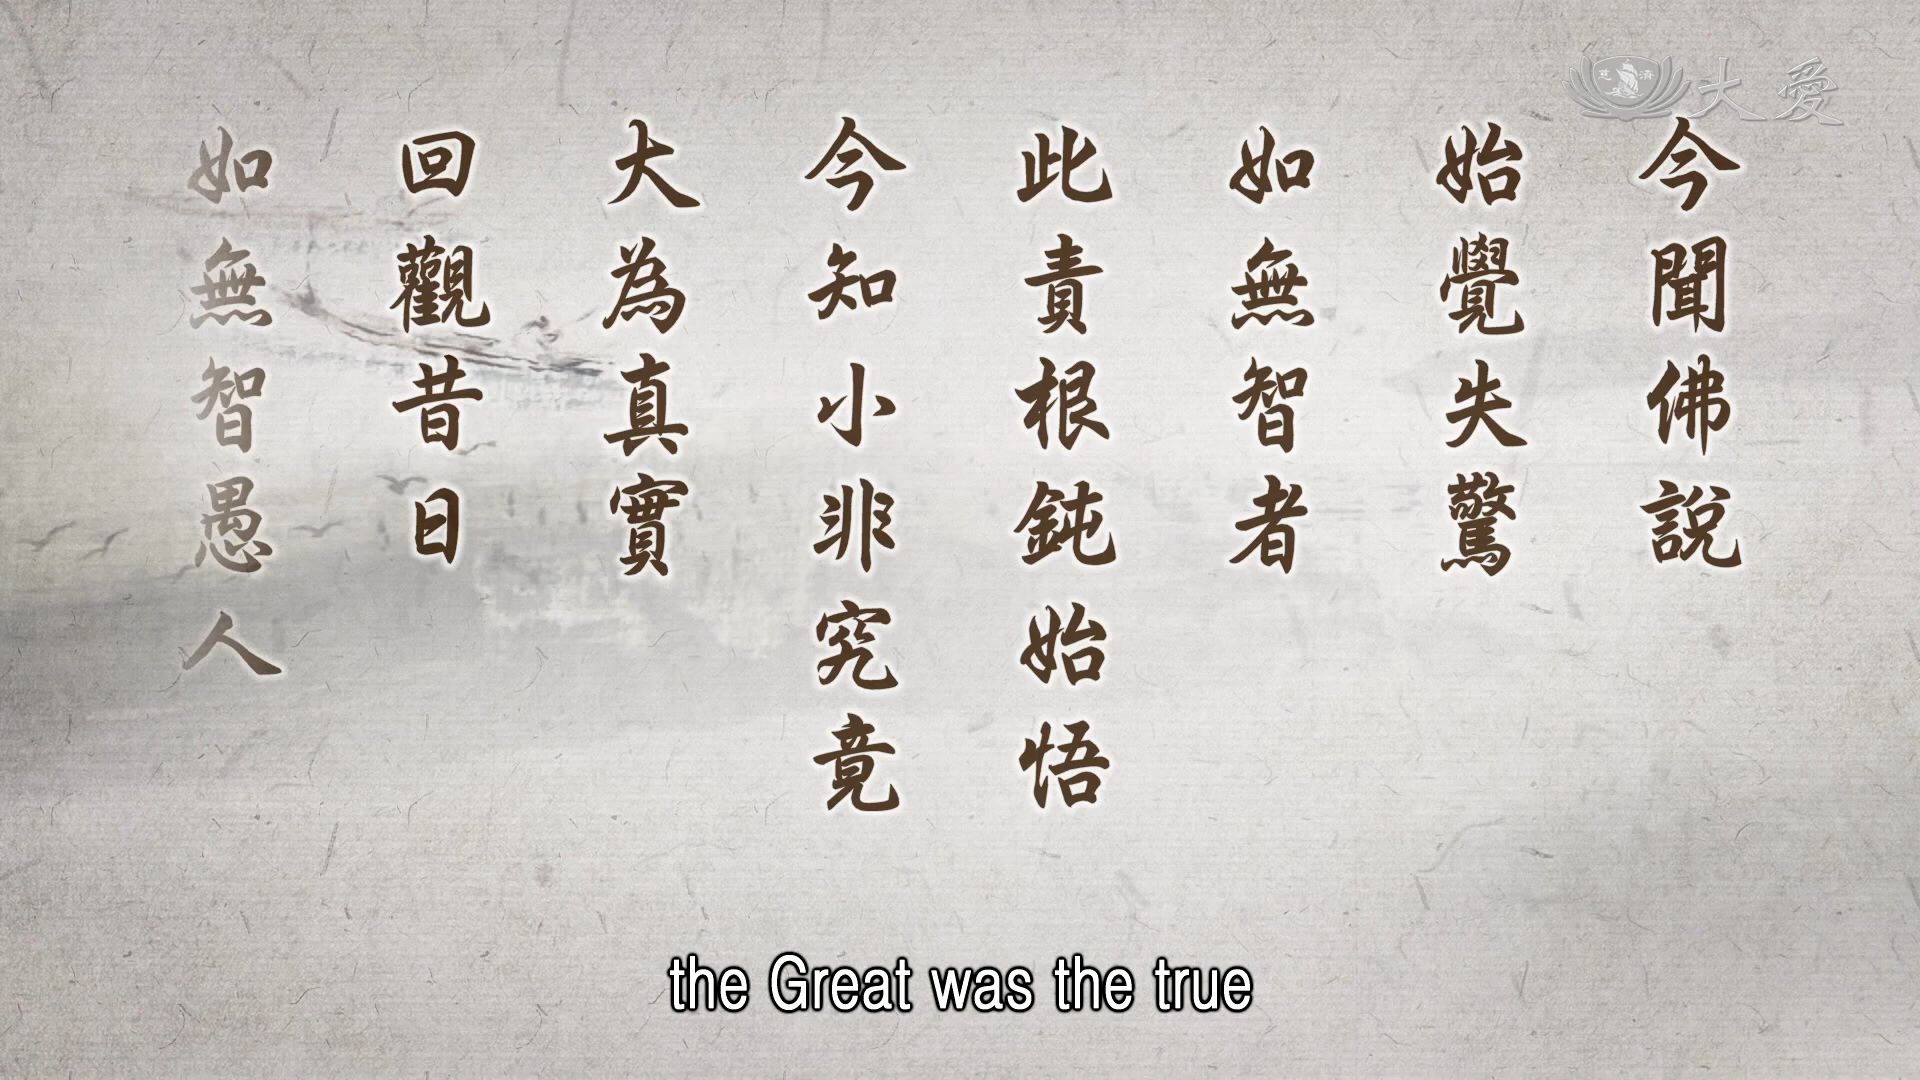 今聞佛說
始覺失驚
如無智者
此責根鈍始悟
今知小非究竟
大為真實
回觀昔日
如無智愚人
慈濟
大愛
the Great was the true